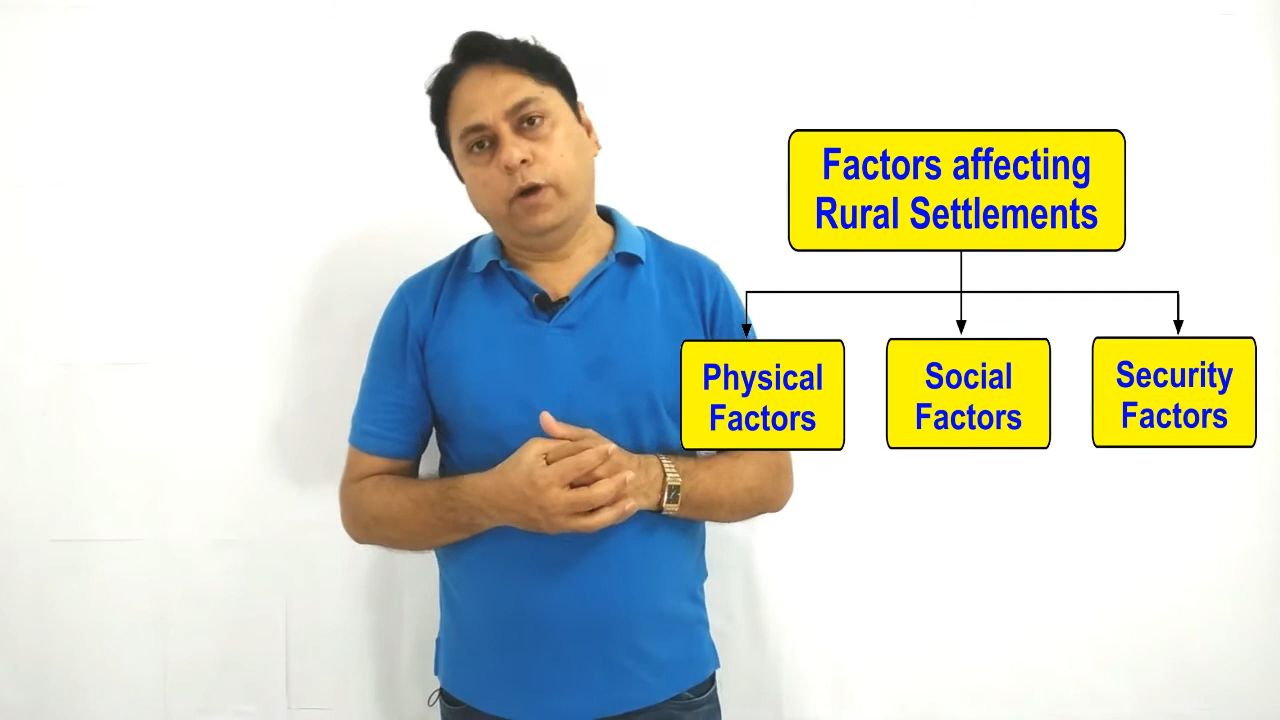 Factors affecting
Rural Settlements
Physical
Factors
Social
Factors
Security
Factors